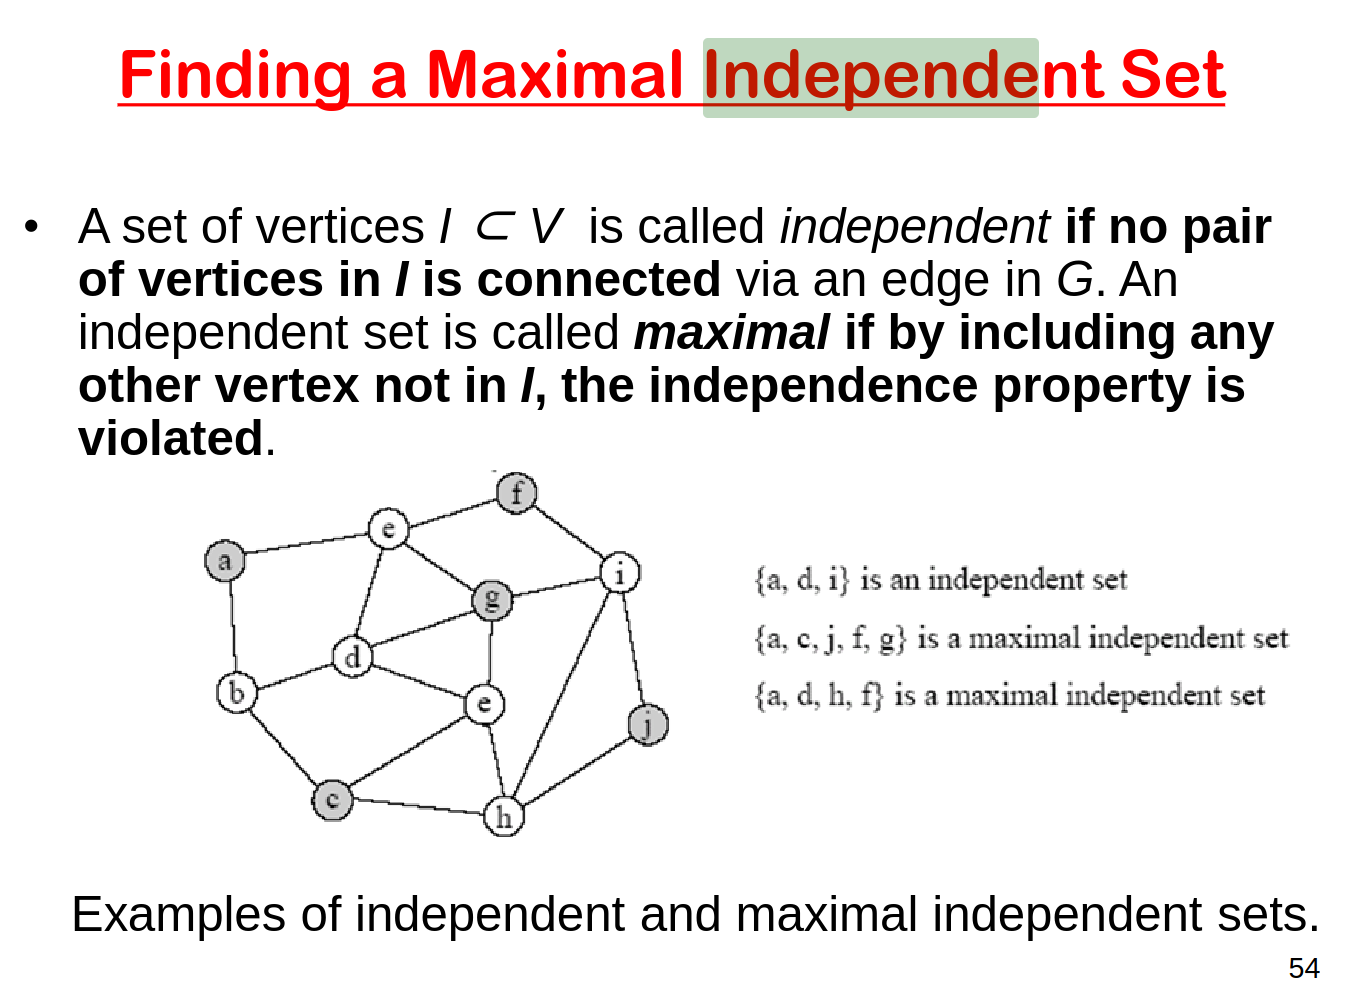 Finding a Maximal Independent Set
• A set of vertices I ⊂ V is called independent if no pair
of vertices in I is connected via an edge in G. An
independent set is called maximal if by including any
other vertex not in I, the independence property is
violated.
f
e
a
i
g
d
b
e
j
c
h
{a, d, i} is an independent set
{a, c, j, f, g} is a maximal independent set
{a, d, h, f} is a maximal independent set
Examples of independent and maximal independent sets.
54